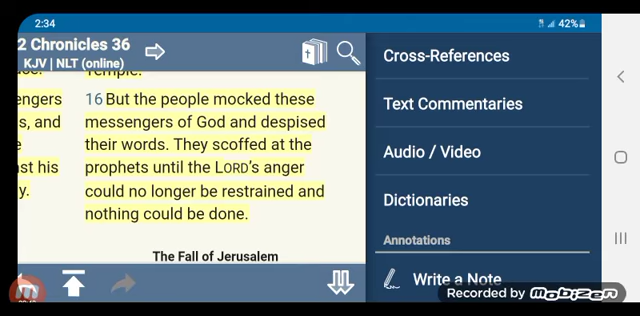 2:34
42%
2 Chronicles 36
KJV | NLT (online)
Temple.
engers
s, and
e
st his
y.
16 But the people mocked these
messengers of God and despised
their words. They scoffed at the
prophets until the LORD's anger
could no longer be restrained and
nothing could be done.
The Fall of Jerusalem
Cross-References
Text Commentaries
Audio / Video
Dictionaries
Annotations
Write a Note
Recorded by Mobizen